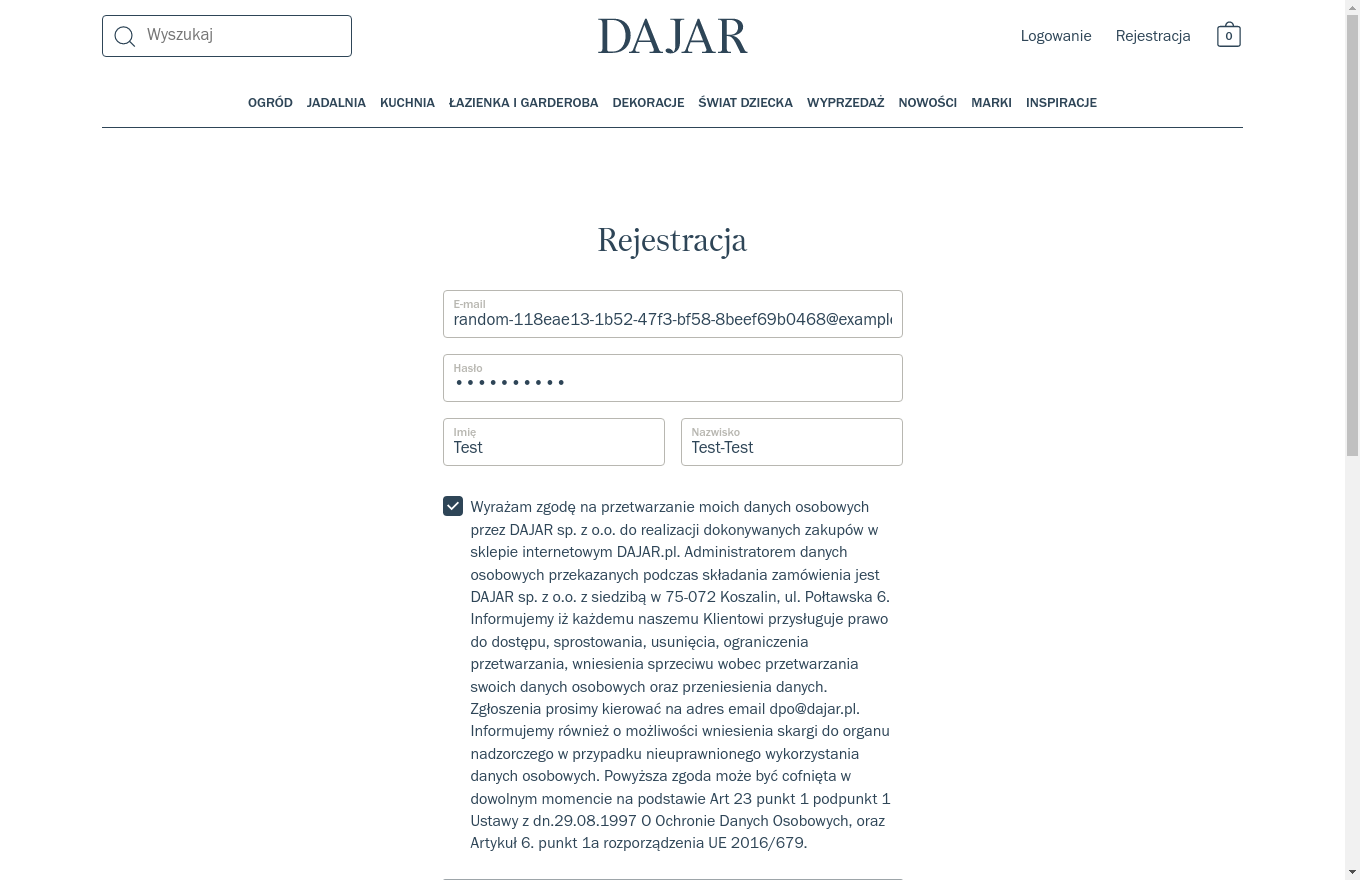 Wyszukaj
DAJAR
Logowanie
Rejestracja
0
OGRÓD JADALNIA KUCHNIA ŁAZIENKA I GARDEROBA DEKORACJE ŚWIAT DZIECKA WYPRZEDAŻ NOWOŚCI MARKI INSPIRACJE
Rejestracja
E-mail
random-118eae13-1b52-47f3-bf58-8beef69b0468@example
Hasło
••••••••••
Imię
Test
Nazwisko
Test-Test
Wyrażam zgodę na przetwarzanie moich danych osobowych
przez DAJAR sp. z o.o. do realizacji dokonywanych zakupów w
sklepie internetowym DAJAR.pl. Administratorem danych
osobowych przekazanych podczas składania zamówienia jest
DAJAR sp. z o.o. z siedzibą w 75-072 Koszalin, ul. Połtawska 6.
Informujemy iż każdemu naszemu Klientowi przysługuje prawo
do dostępu, sprostowania, usunięcia, ograniczenia
przetwarzania, wniesienia sprzeciwu wobec przetwarzania
swoich danych osobowych oraz przeniesienia danych.
Zgłoszenia prosimy kierować na adres email dpo@dajar.pl.
Informujemy również o możliwości wniesienia skargi do organu
nadzorczego w przypadku nieuprawnionego wykorzystania
danych osobowych. Powyższa zgoda może być cofnięta w
dowolnym momencie na podstawie Art 23 punkt 1 podpunkt 1
Ustawy z dn.29.08.1997 O Ochronie Danych Osobowych, oraz
Artykuł 6. punkt 1a rozporządzenia UE 2016/679.